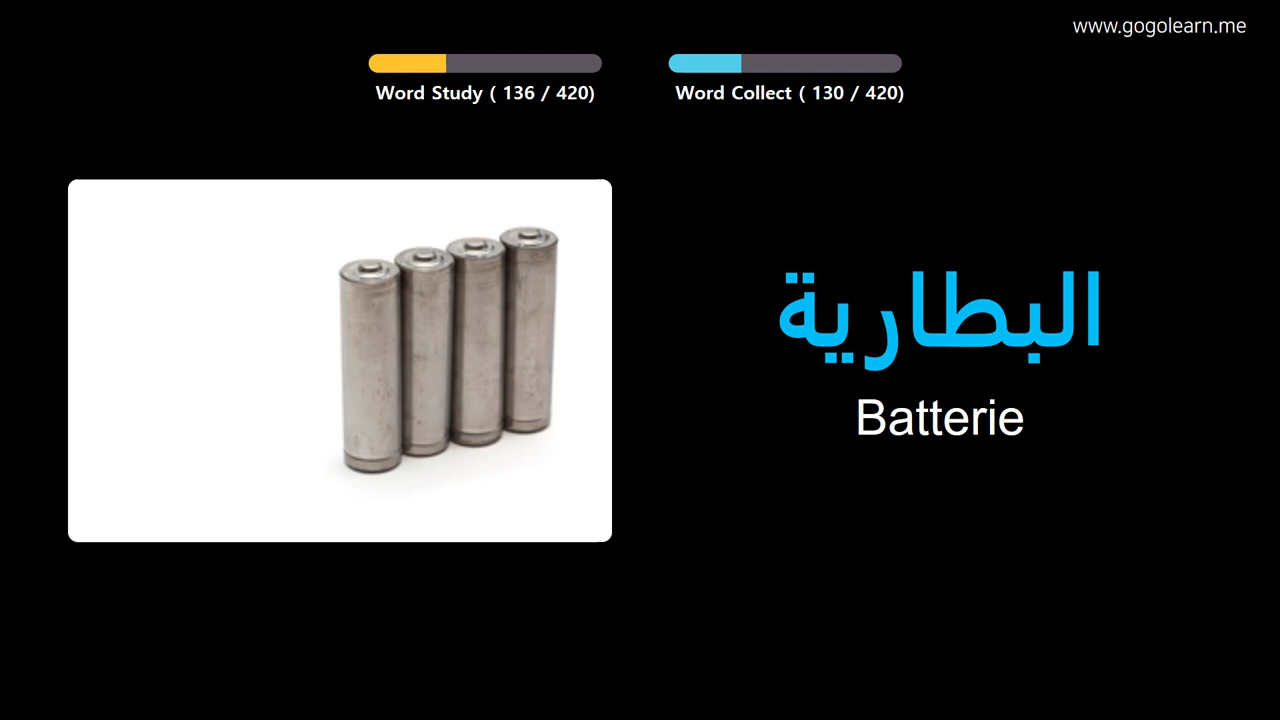 www.gogolearn.me
Word Study ( 136 / 420)
Word Collect ( 130 / 420)
البطارية
Batterie